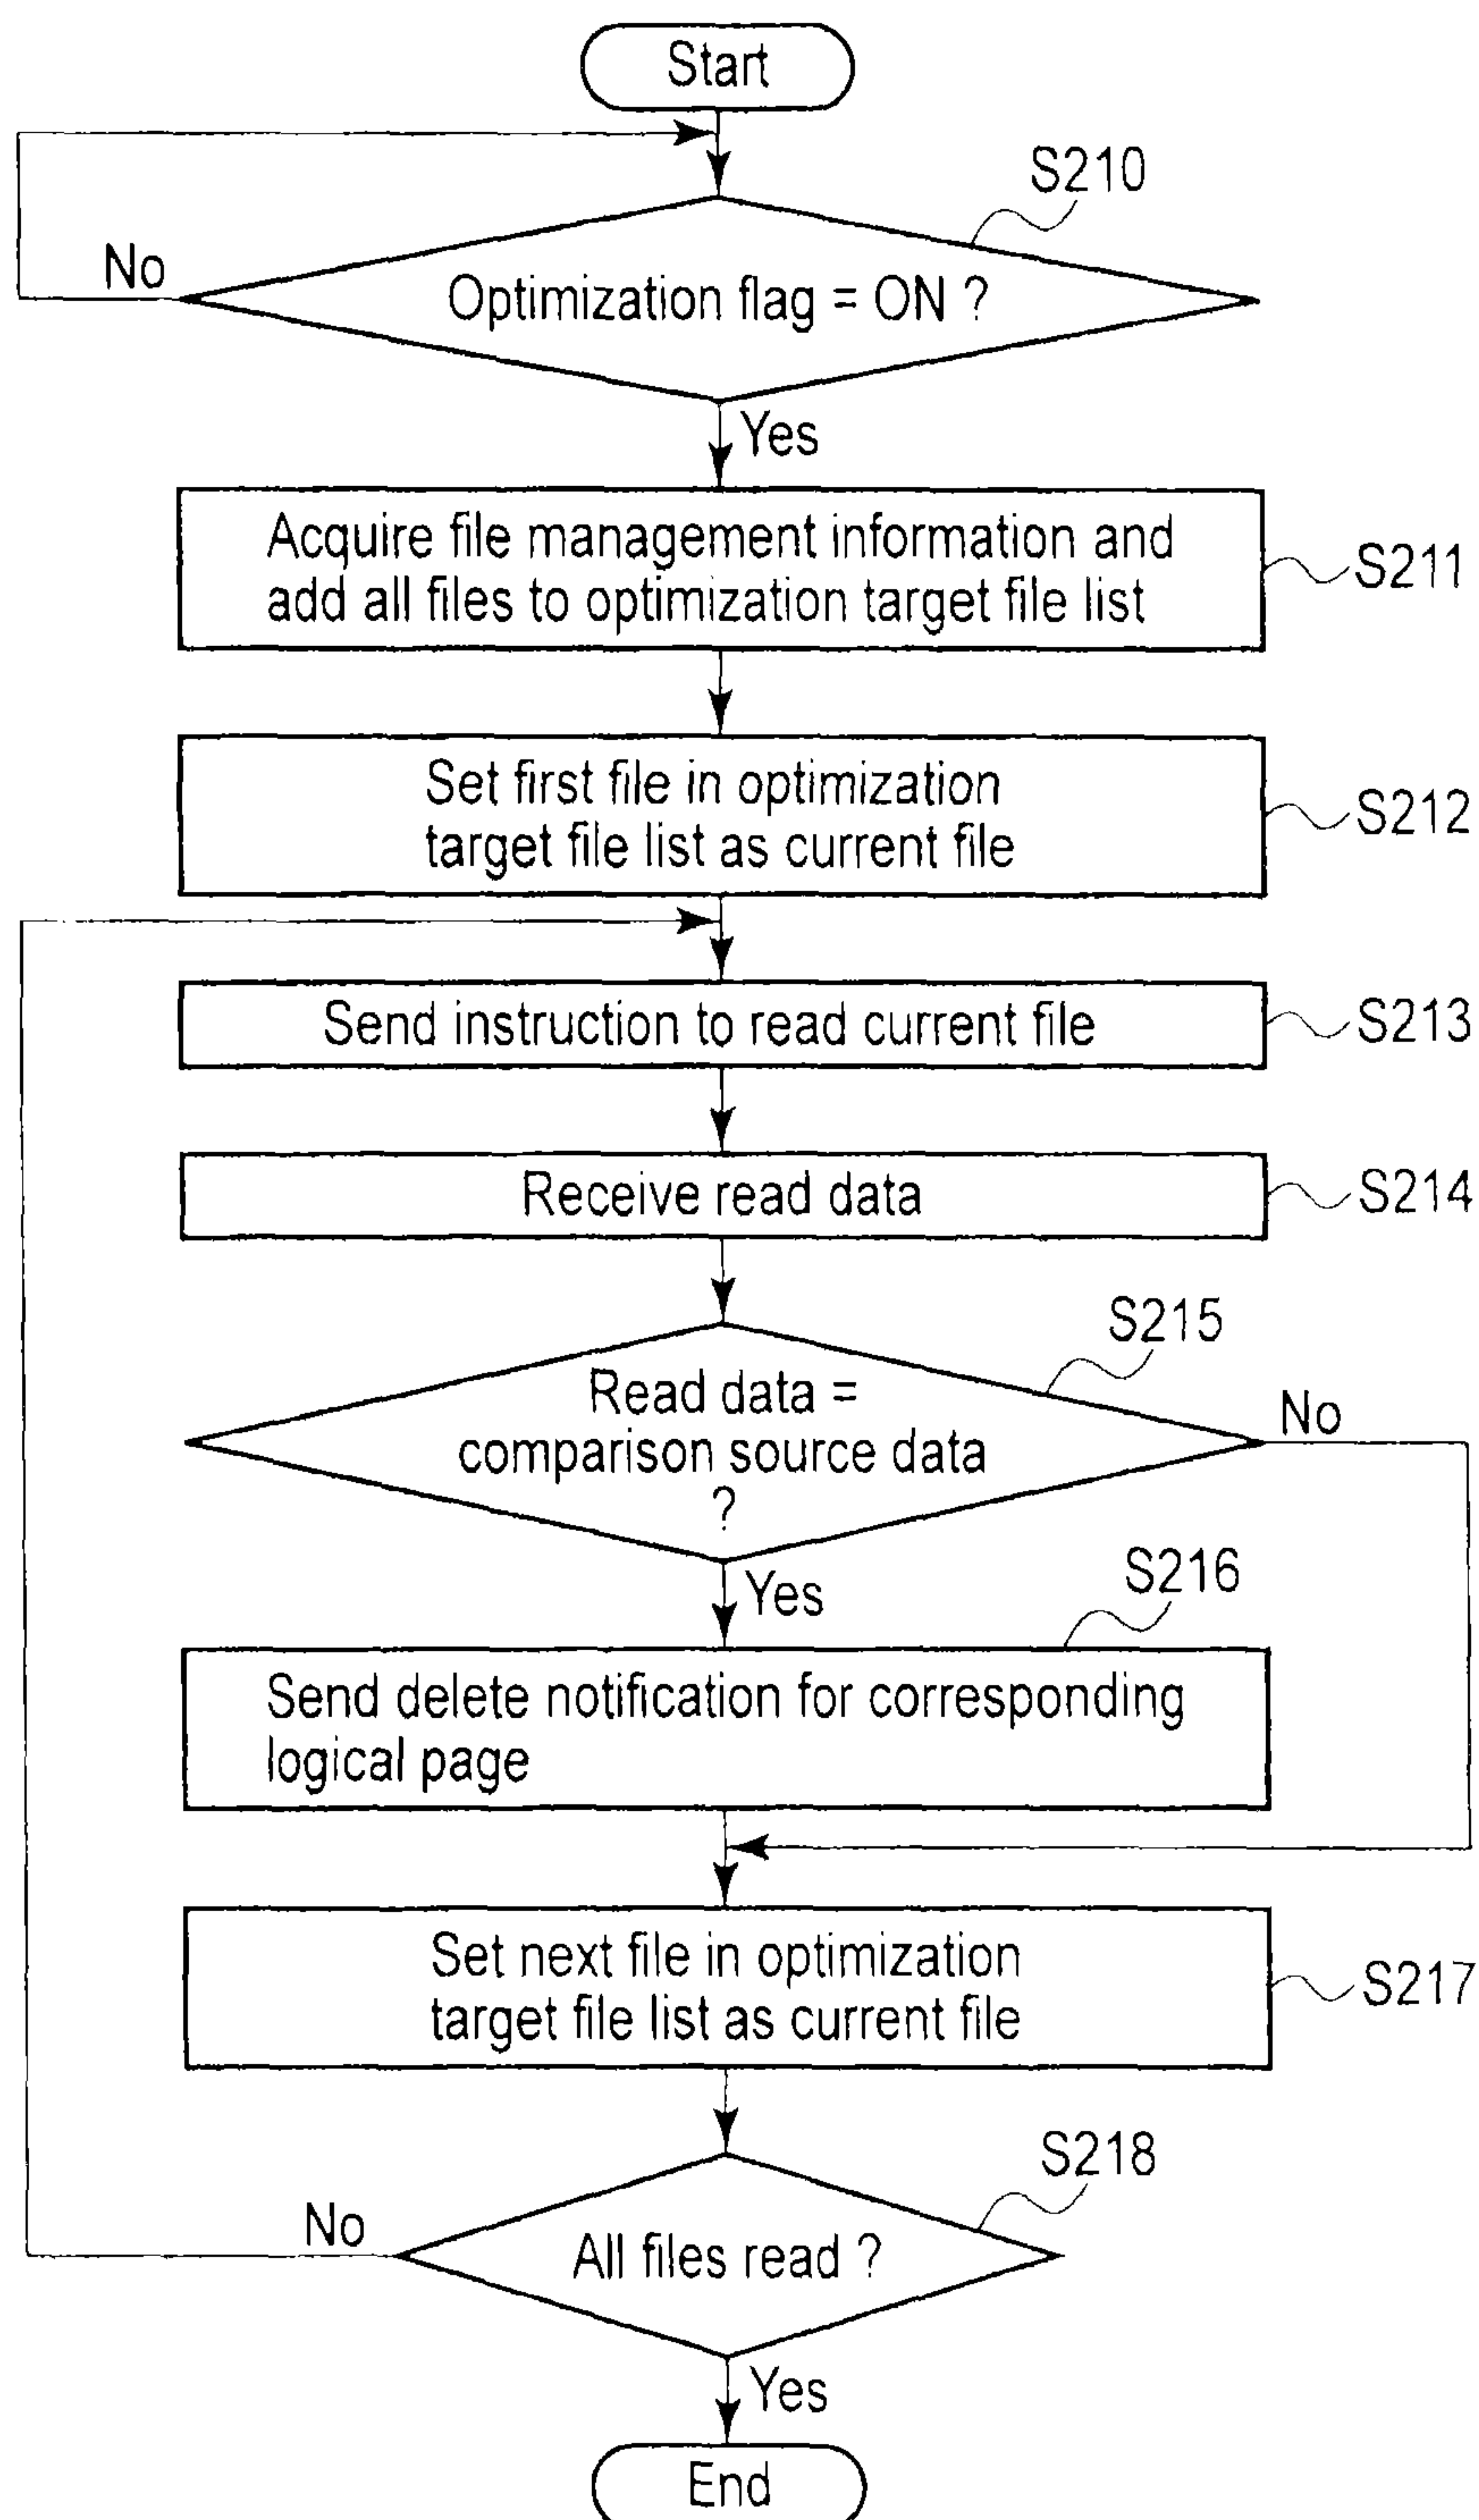 Start
S210
No
Optimization flag = ON ?
Yes
Acquire file management information and
add all files to optimization target file list
S211
Set first file in optimization
target file list as current file
S212
Send instruction to read current file
S213
Receive read data
S214
S215
Read data =
comparison source data
?
No
Yes
S216
Send delete notification for corresponding
logical page
Set next file in optimization
target file list as current file
S217
S218
No
All files read ?
Yes
End